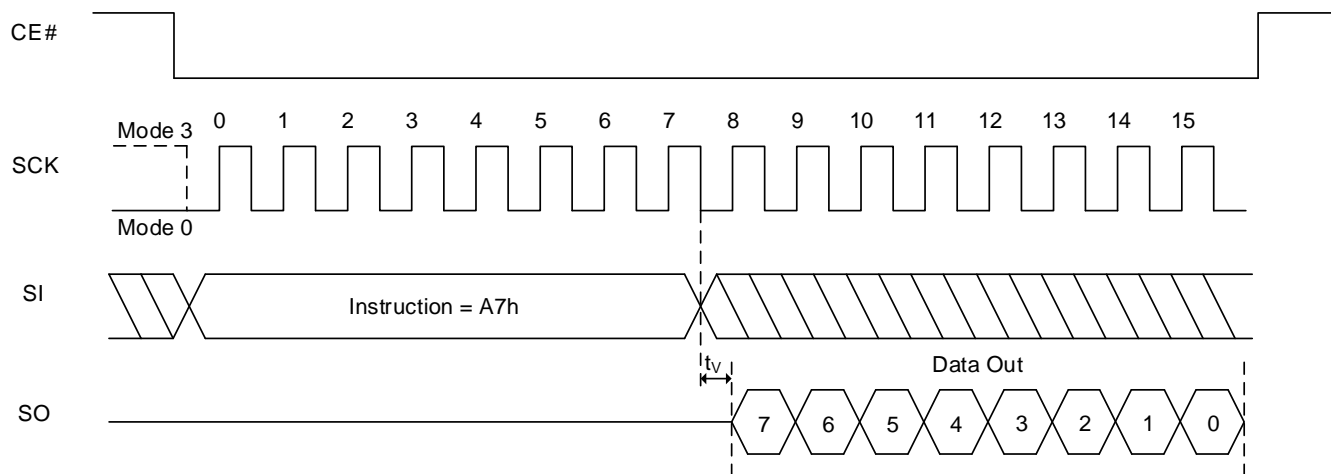 CE#
0 1 2 3 4 5 6 7 8 9 10 11 12 13 14 15
Mode 3
SCK
Mode 0
SI
Instruction = A7h
tV
Data Out
SO
7 6 5 4 3 2 1 0